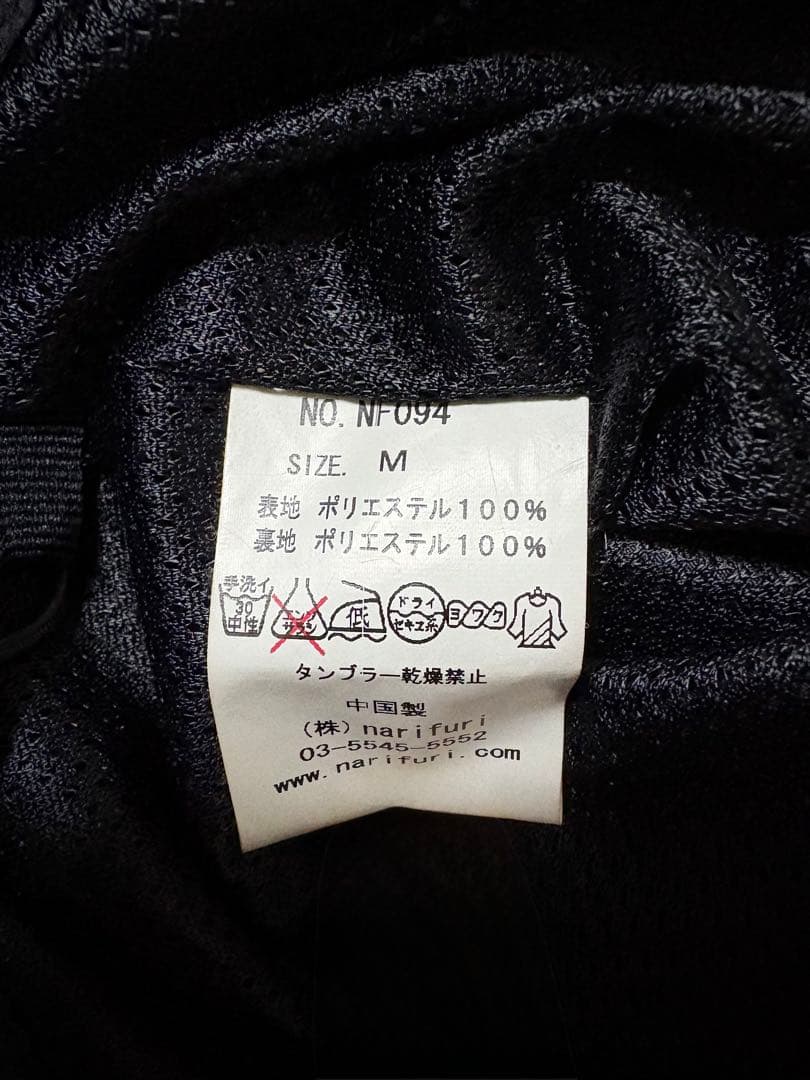 NO. NF094
SIZE. M
表地 ポリエステル100%
裏地 ポリエステル100%
手洗イ 30 中性 エンソ サラシ 低 ドライ セキユ系 ヨワク
タンブラー乾燥禁止
中国製
(株) narifuri
03-5545-5552
www.narifuri.com